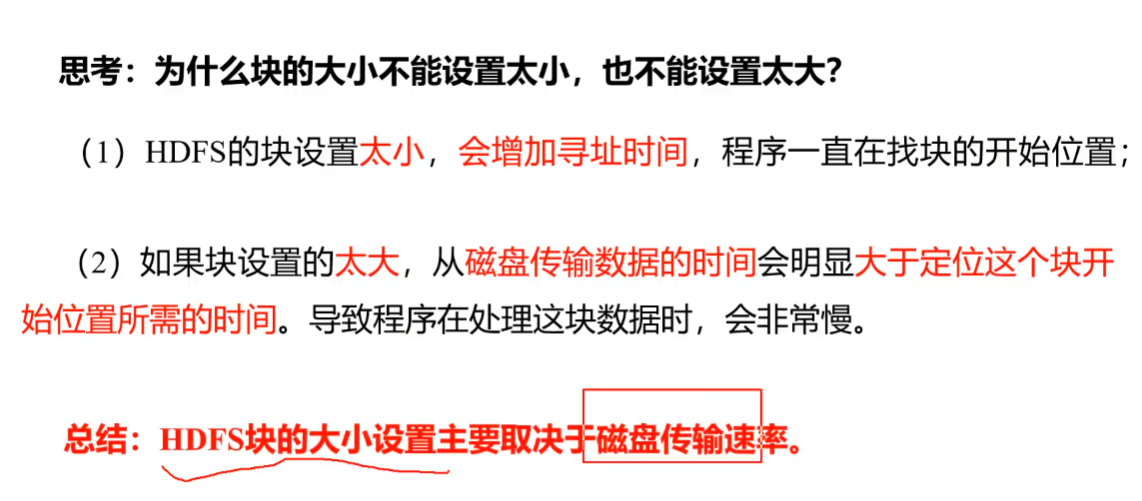 思考：为什么块的大小不能设置太小，也不能设置太大？
（1）HDFS的块设置太小，会增加寻址时间，程序一直在找块的开始位置；
（2）如果块设置的太大，从磁盘传输数据的时间会明显大于定位这个块开
始位置所需的时间。导致程序在处理这块数据时，会非常慢。
总结：HDFS块的大小设置主要取决于磁盘传输速率。